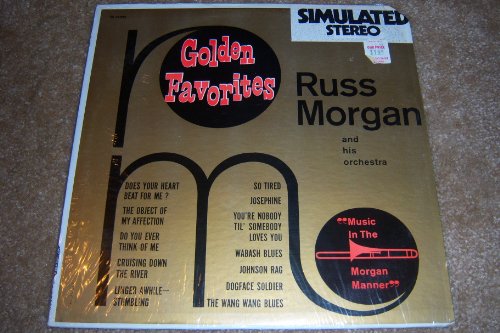 SIMULATED
STEREO
Golden
Favorites
Russ
Morgan
and
his
orchestra
DOES YOUR HEART
BEAT FOR ME ?
THE OBJECT OF
MY AFFECTION
DO YOU EVER
THINK OF ME
CRUISING DOWN
THE RIVER
LINGER AWHILE—
STUMBLING
SO TIRED
JOSEPHINE
YOU'RE NOBODY
TIL' SOMEBODY
LOVES YOU
WABASH BLUES
JOHNSON RAG
DOGFACE SOLDIER
THE WANG WANG BLUES
❝Music
In The
Morgan
Manner❞
rm